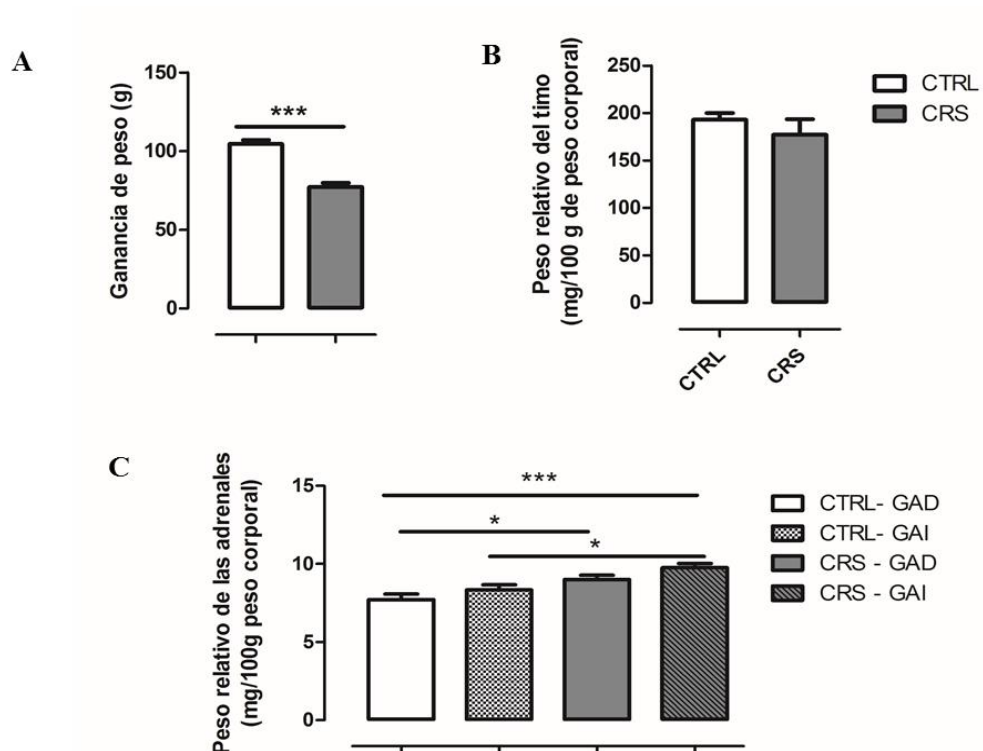 A
Ganancia de peso (g)
150
100
50
0
***
B
Peso relativo del timo
(mg/100 g de peso corporal)
250
200
150
100
50
0
CTRL
CRS
CTRL
CRS
C
Peso relativo de las adrenales
(mg/100g peso corporal)
15
10
5
0
***
*
*
CTRL- GAD
CTRL- GAI
CRS - GAD
CRS - GAI